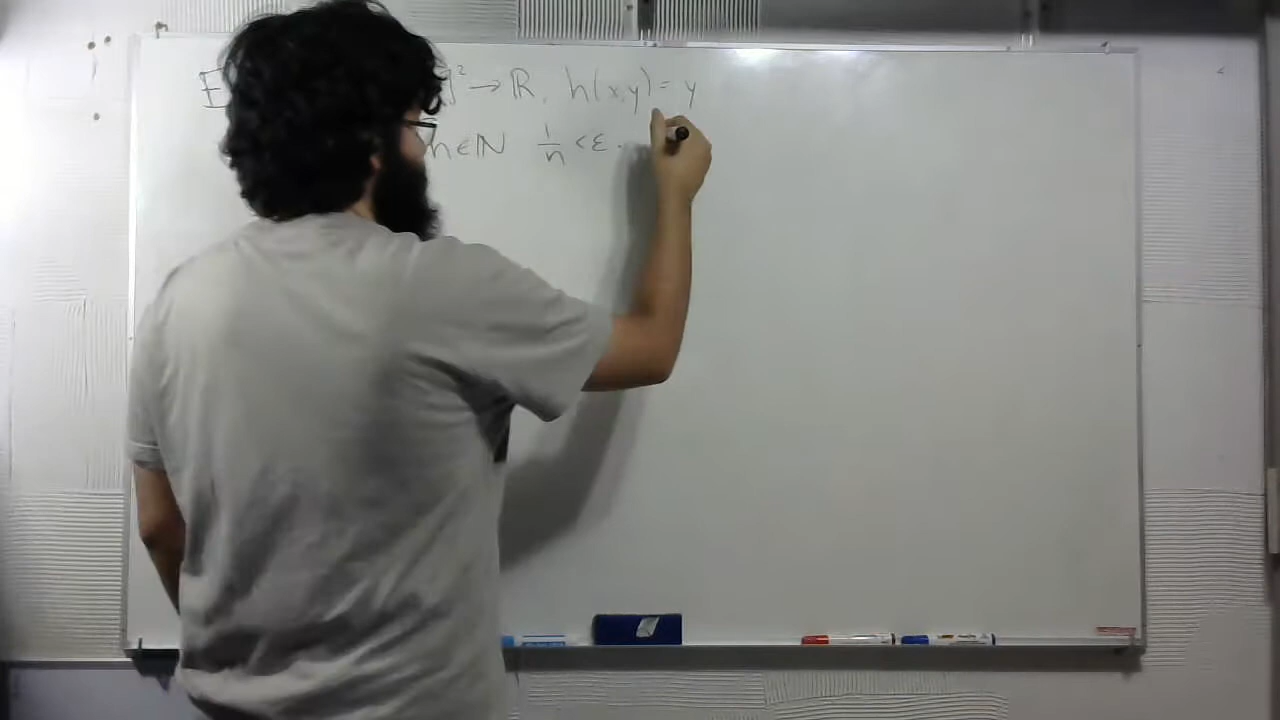 E ]² → ℝ, h(x,y) = y
n ∈ ℕ 1/n < ε.